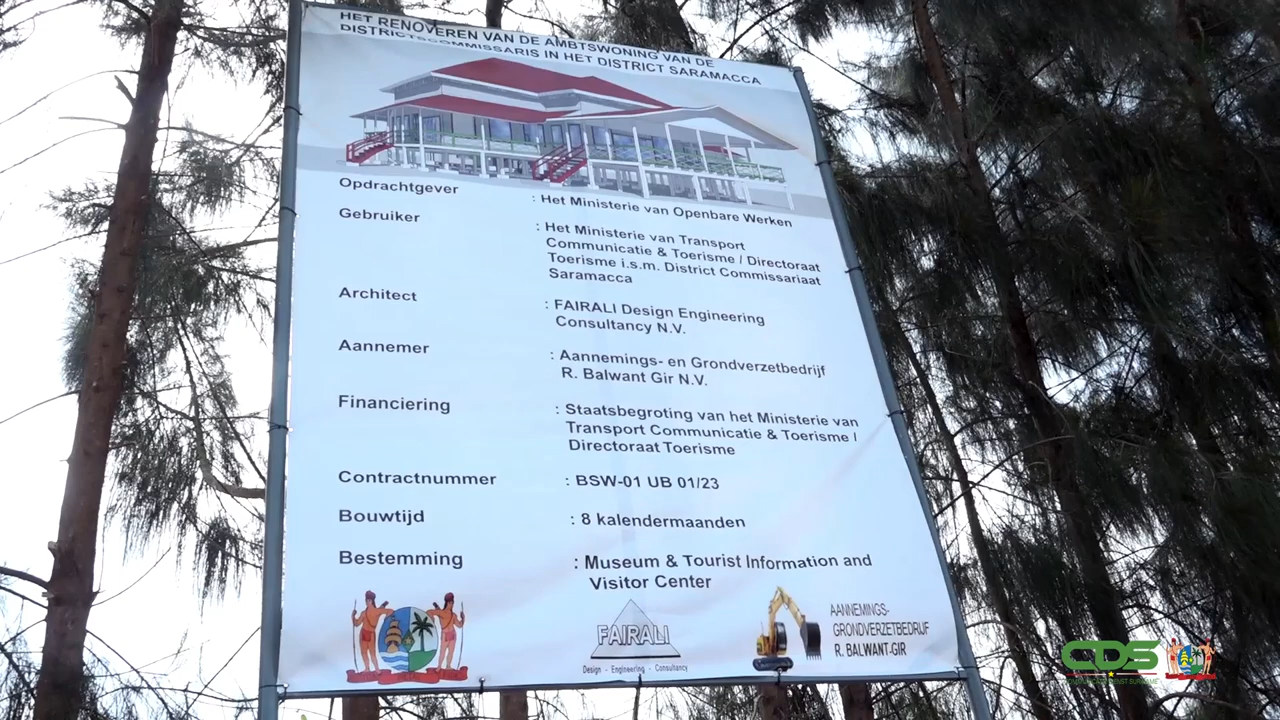 HET RENOVEREN VAN DE AMBTSWONING VAN DE
DISTRICTSCOMMISSARIS IN HET DISTRICT SARAMACCA
Opdrachtgever : Het Ministerie van Openbare Werken
Gebruiker : Het Ministerie van Transport
Communicatie & Toerisme / Directoraat
Toerisme i.s.m. District Commissariaat
Saramacca
Architect : FAIRALI Design Engineering
Consultancy N.V.
Aannemer : Aannemings- en Grondverzetbedrijf
R. Balwant Gir N.V.
Financiering : Staatsbegroting van het Ministerie van
Transport Communicatie & Toerisme /
Directoraat Toerisme
Contractnummer : BSW-01 UB 01/23
Bouwtijd : 8 kalendermaanden
Bestemming : Museum & Tourist Information and
Visitor Center
FAIRALI
Design - Engineering - Consultancy
AANNEMINGS-
GRONDVERZETBEDRIJF
R. BALWANT-GIR
CDS